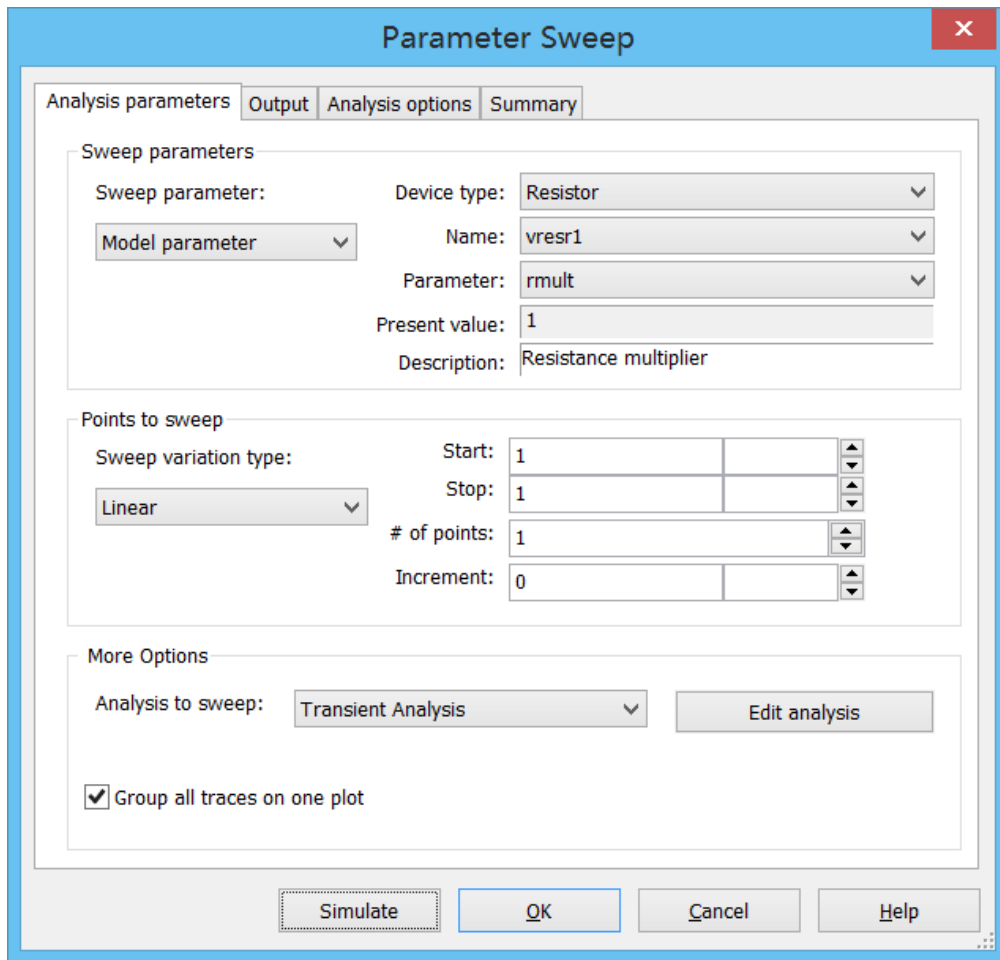 Parameter Sweep
Analysis parameters Output Analysis options Summary
Sweep parameters
Sweep parameter:
Model parameter
Device type: Resistor
Name: vresr1
Parameter: rmult
Present value: 1
Description: Resistance multiplier
Points to sweep
Sweep variation type:
Linear
Start: 1
Stop: 1
# of points: 1
Increment: 0
More Options
Analysis to sweep: Transient Analysis Edit analysis
Group all traces on one plot
Simulate OK Cancel Help